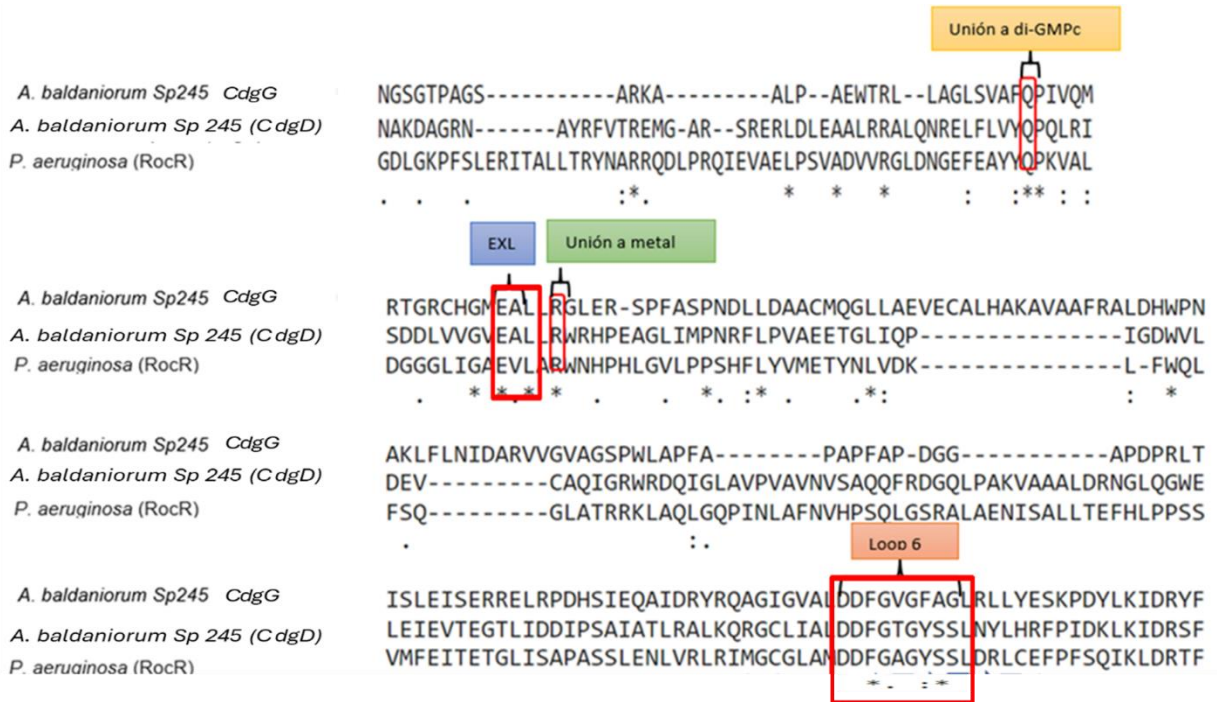 Unión a di-GMPc
A. baldaniorum Sp245 CdgG NGSGTPAGS-----------ARKA---------ALP--AEWTRL--LAGLSVAFQPIVQM
A. baldaniorum Sp 245 (CdgD) NAKDAGRN-------AYRFVTREMG-AR--SRERLDLEAALRRALQNRELFLVYQPQLRI
P. aeruginosa (RocR) GDLGKPFSLERITALLTRYNARRQDLPRQIEVAELPSVADVVRGLDNGEFEAYYQPKVAL
. . . :*. * * * : :** : :
EXL Unión a metal
A. baldaniorum Sp245 CdgG RTGRCHGMEALLRGLER-SPFASPNDLLDAACMQGLLAEVECALHAKAVAAFRALDHWPN
A. baldaniorum Sp 245 (CdgD) SDDLVVGVEALLRWRHPEAGLIMPNRFLPVAEETGLIQP---------------IGDWVL
P. aeruginosa (RocR) DGGGLIGAEVLARWNHPHLGVLPPSHFLYVMETYNLVDK---------------L-FWQL
. * *.* * . . *. :* . .*: : *
A. baldaniorum Sp245 CdgG AKLFLNIDARVVGVAGSPWLAPFA--------PAPFAP-DGG---------APDPRLT
A. baldaniorum Sp 245 (CdgD) DEV---------CAQIGRWRDQIGLAVPVAVNVSAQQFRDGQLPAKVAAALDRNGLQGWE
P. aeruginosa (RocR) FSQ---------GLATRRKLAQLGQPINLAFNVHPSQLGSRALAENISALLTEFHLPPSS
. :.
Loop 6
A. baldaniorum Sp245 CdgG ISLEISERRELRPDHSIEQAIDRYRQAGIGVALDDFGVGFAGLRLLYESKPDYLKIDRYF
A. baldaniorum Sp 245 (CdgD) LEIEVTEGTLIDDIPSAIATLRALKQRGCLIALDDFGTGYSSLNYLHRFPIDKLKIDRSF
P. aeruginosa (RocR) VMFEITETGLISAPASSLENLVRLRIMGCGLANDDFGAGYSSLDRLCEFPFSQIKLDRTF
*. :*